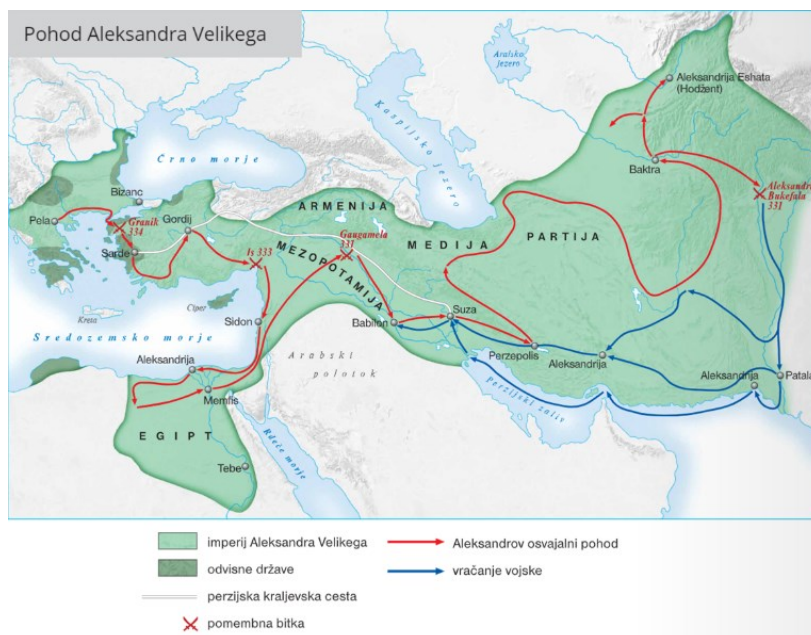 Pohod Aleksandra Velikega
Aralsko
jezero
Aleksandrija Eshata
(Hodžent)
Kaspijsko jezero
Črno morje
Baktra
Aleksandri
Bukefala
331
Bizanc
ARMENIJA
Pela
Granik
334
Gordij
Gaugamela
331
MEDIJA
PARTIJA
Sarde
Is 333
MEZOPOTAMIJA
Kreta
Ciper
Sidon
Babilon
Suza
Sredozemsko morje
Aleksandrija
Arabski
polotok
Perzepolis
Aleksandrija
Perzijski zaliv
Aleksandrija
Patala
Memfis
EGIPT
Rdeče morje
Tebe
imperij Aleksandra Velikega
Aleksandrov osvajalni pohod
odvisne države
vračanje vojske
perzijska kraljevska cesta
pomembna bitka